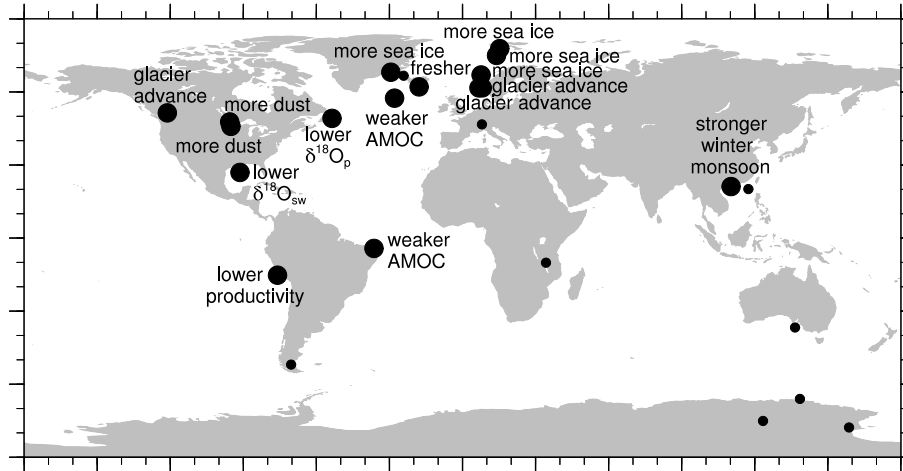 more sea ice
more sea ice
more sea ice
fresher
more sea ice
glacier
advance
glacier advance
glacier advance
more dust
more dust
lower
δ¹⁸Oₚ
weaker
AMOC
stronger
winter
monsoon
lower
δ¹⁸Osw
weaker
AMOC
lower
productivity